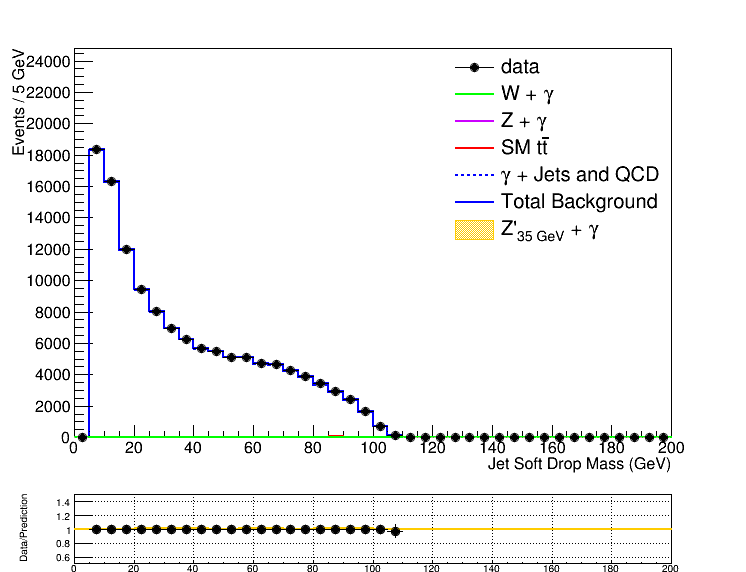 Events / 5 GeV
24000
22000
20000
18000
16000
14000
12000
10000
8000
6000
4000
2000
0
data
W + γ
Z + γ
SM tt̄
γ + Jets and QCD
Total Background
Z'35 GeV + γ
0 20 40 60 80 100 120 140 160 180 200
Jet Soft Drop Mass (GeV)
Data/Prediction
1.4
1.2
1
0.8
0.6
0 20 40 60 80 100 120 140 160 180 200